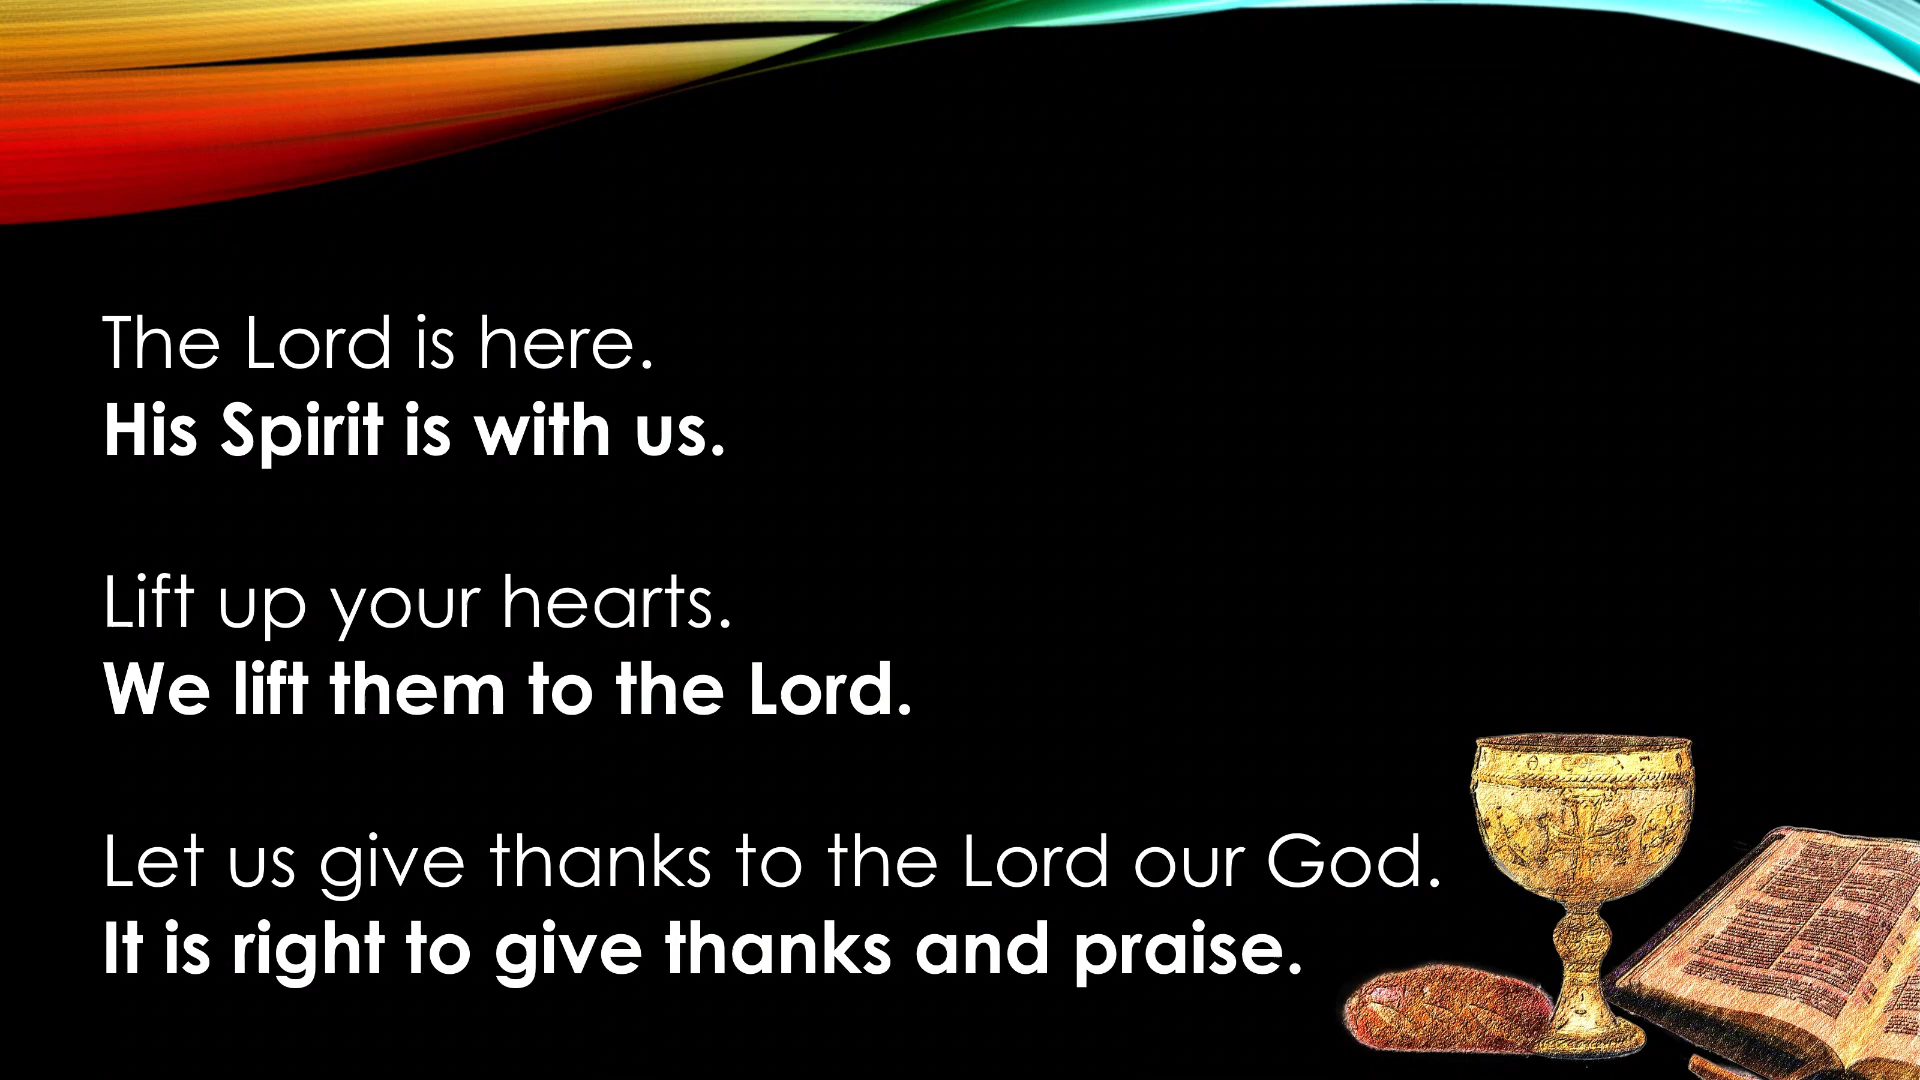 The Lord is here.
His Spirit is with us.
Lift up your hearts.
We lift them to the Lord.
Let us give thanks to the Lord our God.
It is right to give thanks and praise.